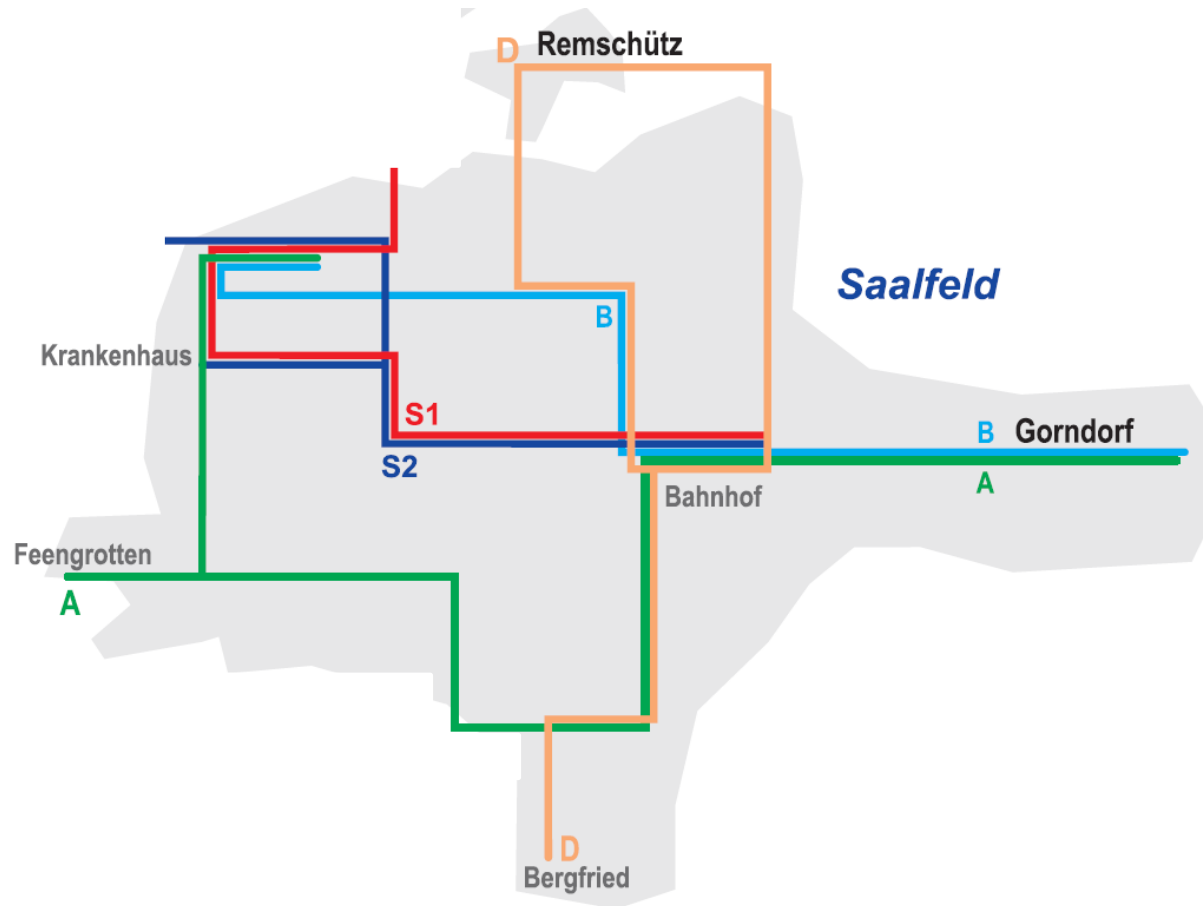 D Remschütz
Saalfeld
B
Krankenhaus
S1
B Gorndorf
S2
A
Bahnhof
Feengrotten
A
D
Bergfried